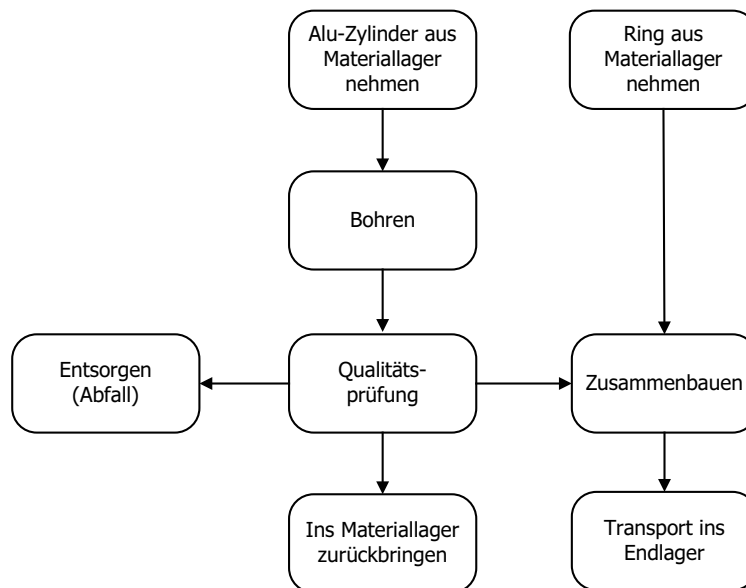 Alu-Zylinder aus
Materiallager
nehmen
Ring aus
Materiallager
nehmen
Bohren
Entsorgen
(Abfall)
Qualitäts-
prüfung
Zusammenbauen
Ins Materiallager
zurückbringen
Transport ins
Endlager